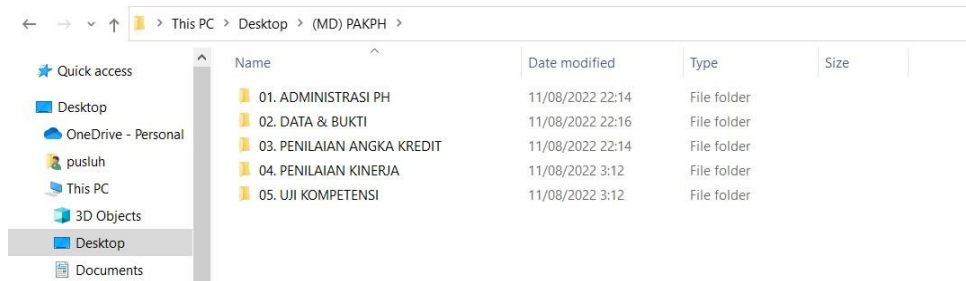 This PC > Desktop > (MD) PAKPH >
Quick access
Desktop
OneDrive - Personal
pusluh
This PC
3D Objects
Desktop
Documents
Name Date modified Type Size
01. ADMINISTRASI PH 11/08/2022 22:14 File folder
02. DATA & BUKTI 11/08/2022 22:16 File folder
03. PENILAIAN ANGKA KREDIT 11/08/2022 22:14 File folder
04. PENILAIAN KINERJA 11/08/2022 3:12 File folder
05. UJI KOMPETENSI 11/08/2022 3:12 File folder